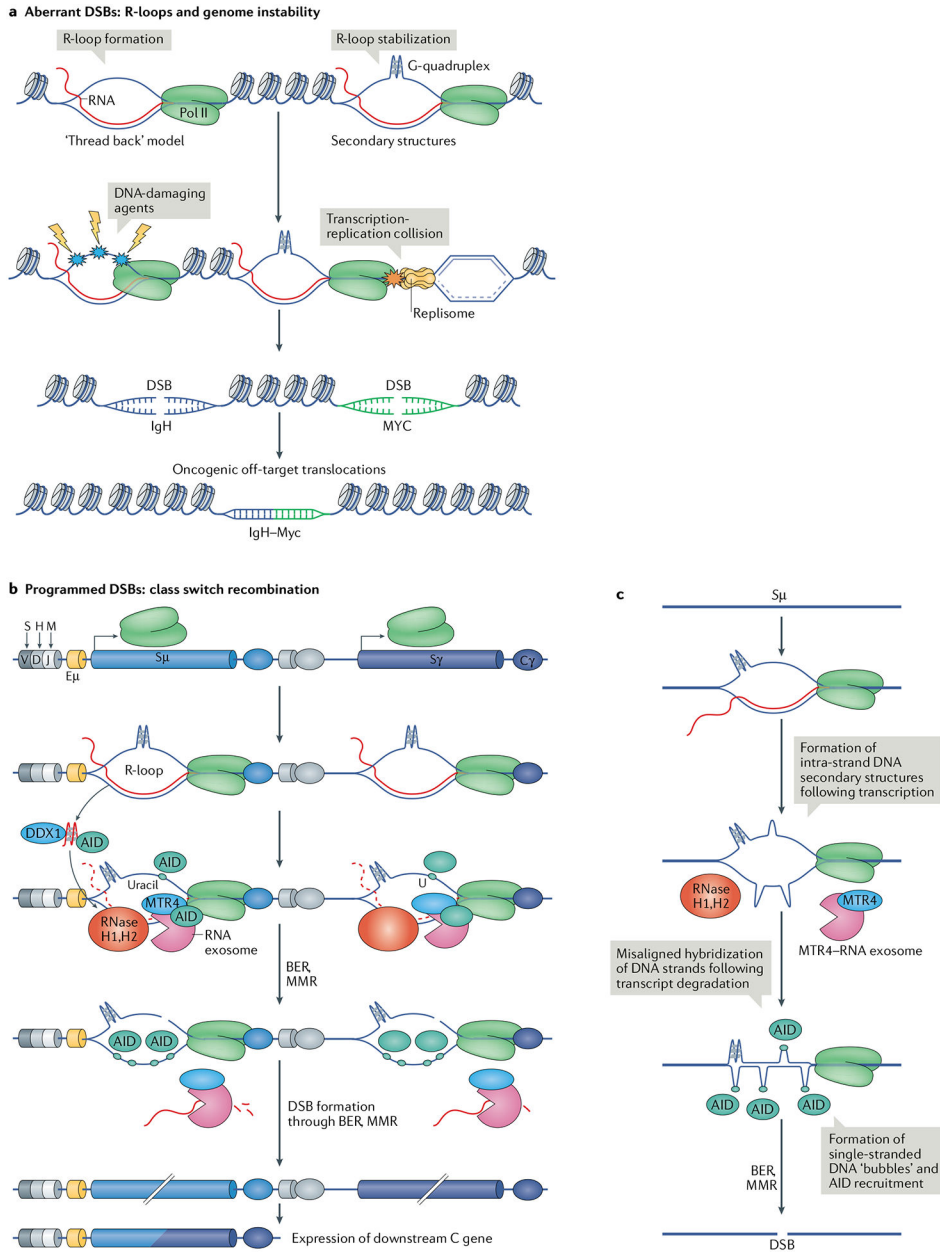 a Aberrant DSBs: R-loops and genome instability
R-loop formation
R-loop stabilization
G-quadruplex
RNA
Pol II
‘Thread back’ model
Secondary structures
DNA-damaging
agents
Transcription-
replication collision
Replisome
DSB
DSB
IgH
MYC
Oncogenic off-target translocations
IgH–Myc
b Programmed DSBs: class switch recombination
S H M
V D J
Eµ
Sµ
Sγ
Cγ
R-loop
DDX1
AID
AID
Uracil
MTR4
AID
RNase
H1,H2
RNA
exosome
U
BER,
MMR
AID
AID
DSB formation
through BER, MMR
Expression of downstream C gene
c
Sµ
Formation of
intra-strand DNA
secondary structures
following transcription
RNase
H1,H2
MTR4
MTR4–RNA exosome
Misaligned hybridization
of DNA strands following
transcript degradation
AID
AID
AID
AID
Formation of
single-stranded
DNA ‘bubbles’ and
AID recruitment
BER,
MMR
DSB